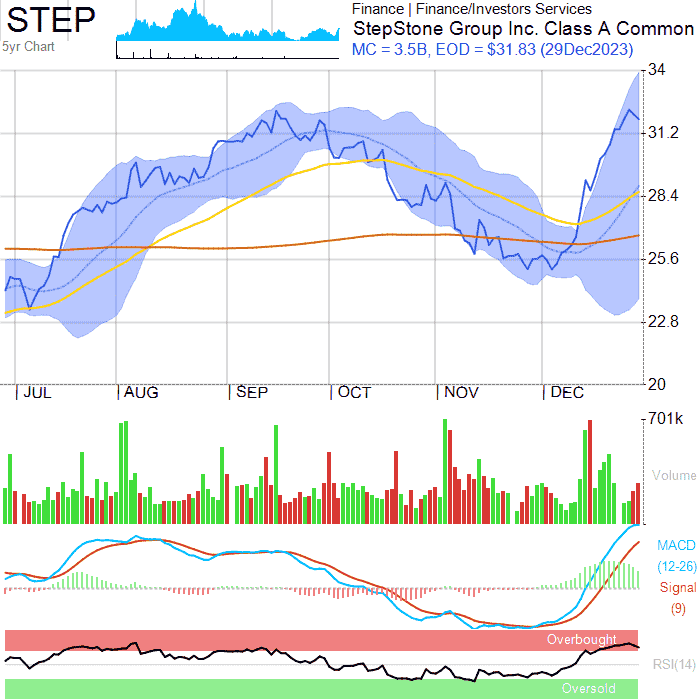 STEP
5yr Chart
Finance | Finance/Investors Services
StepStone Group Inc. Class A Common
MC = 3.5B, EOD = $31.83 (29Dec2023)
34
31.2
28.4
25.6
22.8
20
JUL AUG SEP OCT NOV DEC
701k
Volume
MACD
(12-26)
Signal
(9)
Overbought
RSI(14)
Oversold